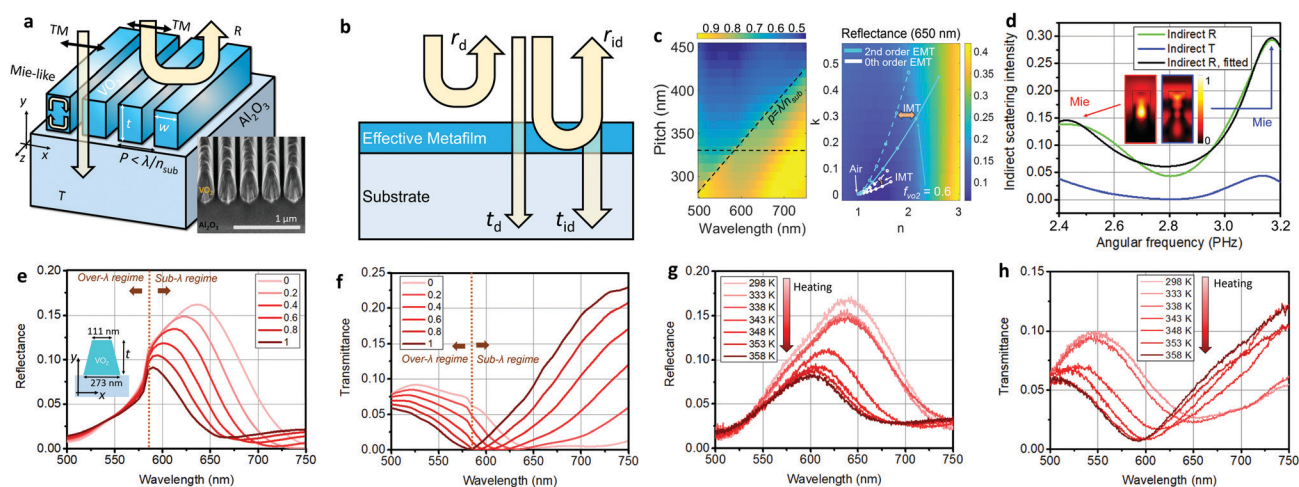 a
TM
TM
R
Mie-like
VO₂
t
w
Al₂O₃
y
x
z
P < λ/n_sub
T
VO₂
Al₂O₃
1 μm
b
r_d
r_id
Effective Metafilm
Substrate
t_d
t_id
c
0.9 0.8 0.7 0.6 0.5
Pitch (nm)
450
400
350
300
p=λ/n_sub
500 600 700
Wavelength (nm)
Reflectance (650 nm)
2nd order EMT
0th order EMT
IMT
Air
IMT
f_vo2 = 0.6
k
0.5
0.4
0.3
0.2
0.1
0
1 2 3
n
0.4
0.35
0.3
0.25
0.2
0.15
0.1
d
Indirect scattering intensity
0.30
0.25
0.20
0.15
0.10
0.05
0.00
Indirect R
Indirect T
Indirect R, fitted
Mie
Mie
1
0
2.4 2.6 2.8 3.0 3.2
Angular frequency (PHz)
e
Reflectance
0.20
0.15
0.10
0.05
0.00
Over-λ regime
Sub-λ regime
0
0.2
0.4
0.6
0.8
1
111 nm
VO₂
t
273 nm
y
x
500 550 600 650 700 750
Wavelength (nm)
f
Transmittance
0.25
0.20
0.15
0.10
0.05
0.00
0
0.2
0.4
0.6
0.8
1
Over-λ regime
Sub-λ regime
500 550 600 650 700 750
Wavelength (nm)
g
Reflectance
0.20
0.15
0.10
0.05
0.00
298 K
333 K
338 K
343 K
348 K
353 K
358 K
Heating
500 550 600 650 700 750
Wavelength (nm)
h
Transmittance
0.20
0.15
0.10
0.05
0.00
298 K
333 K
338 K
343 K
348 K
353 K
358 K
Heating
500 550 600 650 700 750
Wavelength (nm)